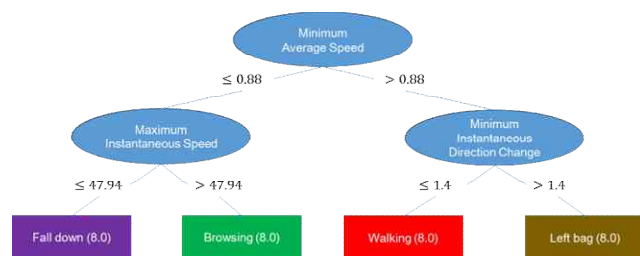 Minimum
Average Speed
≤ 0.88
> 0.88
Maximum
Instantaneous Speed
Minimum
Instantaneous
Direction Change
≤ 47.94
> 47.94
≤ 1.4
> 1.4
Fall down (8.0)
Browsing (8.0)
Walking (8.0)
Left bag (8.0)